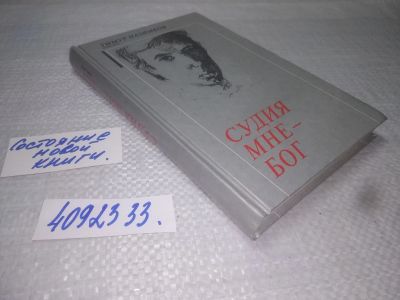 СУДИЯ
МНЕ –
БОГ
Состояние
новой
книги.
4092333.